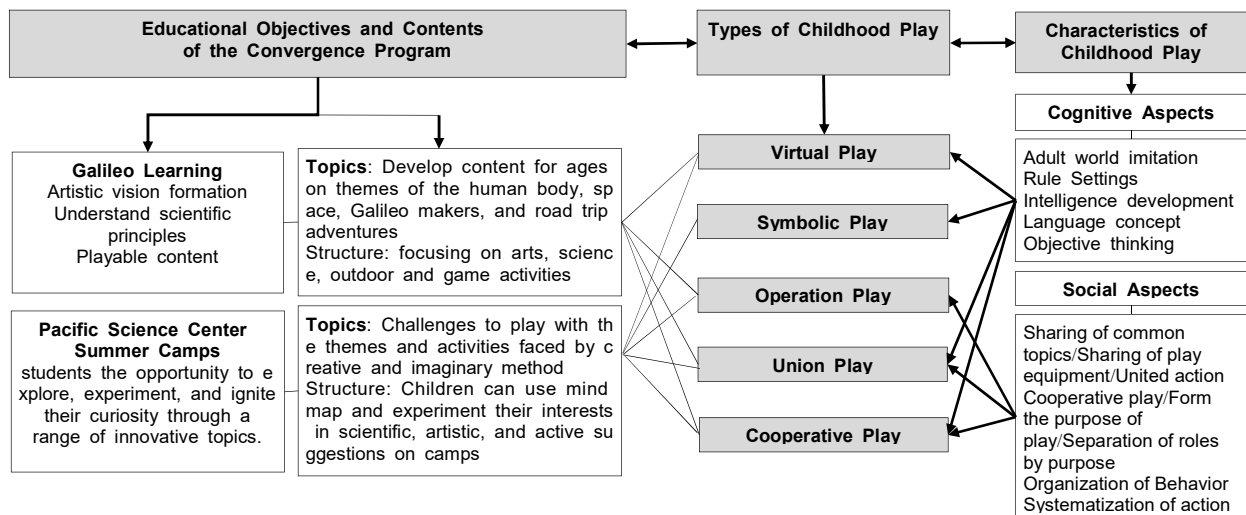 Educational Objectives and Contents
of the Convergence Program
Types of Childhood Play
Characteristics of
Childhood Play
Galileo Learning
Artistic vision formation
Understand scientific
principles
Playable content
Topics: Develop content for ages
on themes of the human body, sp
ace, Galileo makers, and road trip
adventures
Structure: focusing on arts, scienc
e, outdoor and game activities
Pacific Science Center
Summer Camps
students the opportunity to e
xplore, experiment, and ignite
their curiosity through a
range of innovative topics.
Topics: Challenges to play with th
e themes and activities faced by c
reative and imaginary method
Structure: Children can use mind
map and experiment their interests
in scientific, artistic, and active su
ggestions on camps
Virtual Play
Symbolic Play
Operation Play
Union Play
Cooperative Play
Cognitive Aspects
Adult world imitation
Rule Settings
Intelligence development
Language concept
Objective thinking
Social Aspects
Sharing of common
topics/Sharing of play
equipment/United action
Cooperative play/Form
the purpose of
play/Separation of roles
by purpose
Organization of Behavior
Systematization of action